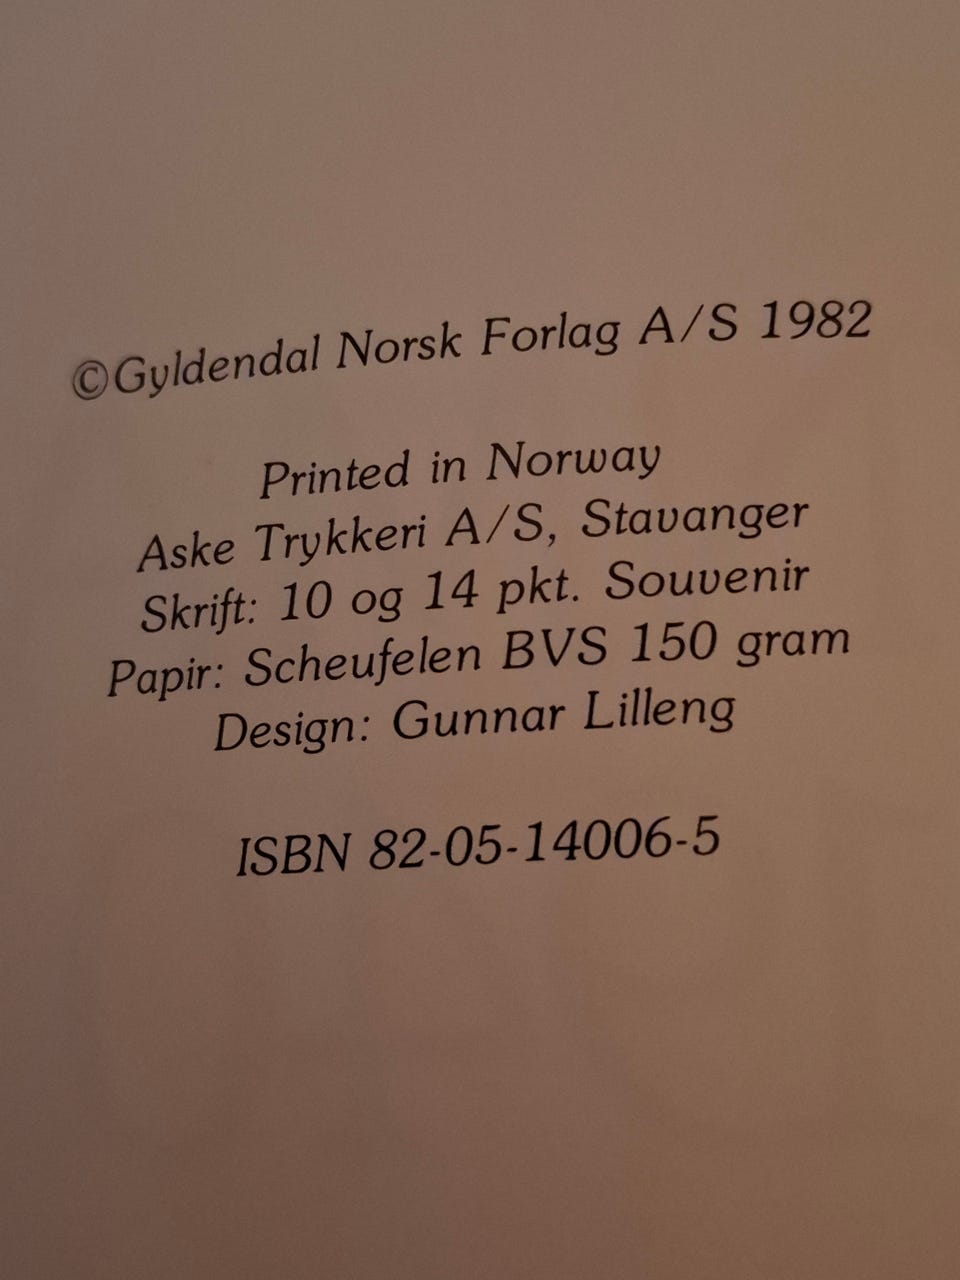 ©Gyldendal Norsk Forlag A/S 1982
Printed in Norway
Aske Trykkeri A/S, Stavanger
Skrift: 10 og 14 pkt. Souvenir
Papir: Scheufelen BVS 150 gram
Design: Gunnar Lilleng
ISBN 82-05-14006-5